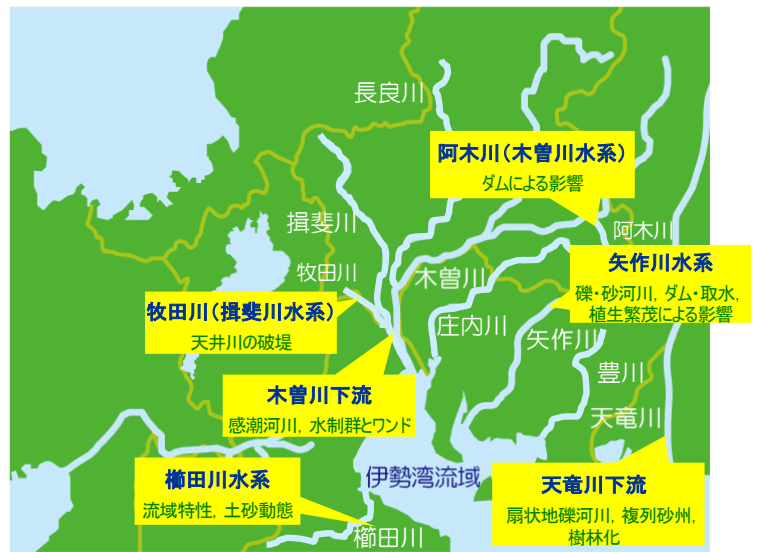 長良川
阿木川（木曽川水系）
ダムによる影響
揖斐川
阿木川
牧田川
木曽川
矢作川水系
礫・砂河川，ダム・取水，
植生繁茂による影響
牧田川（揖斐川水系）
天井川の破堤
庄内川
矢作川
豊川
木曽川下流
感潮河川，水制群とワンド
天竜川
櫛田川水系
流域特性，土砂動態
伊勢湾流域
天竜川下流
扇状地礫河川，複列砂州，
樹林化
櫛田川